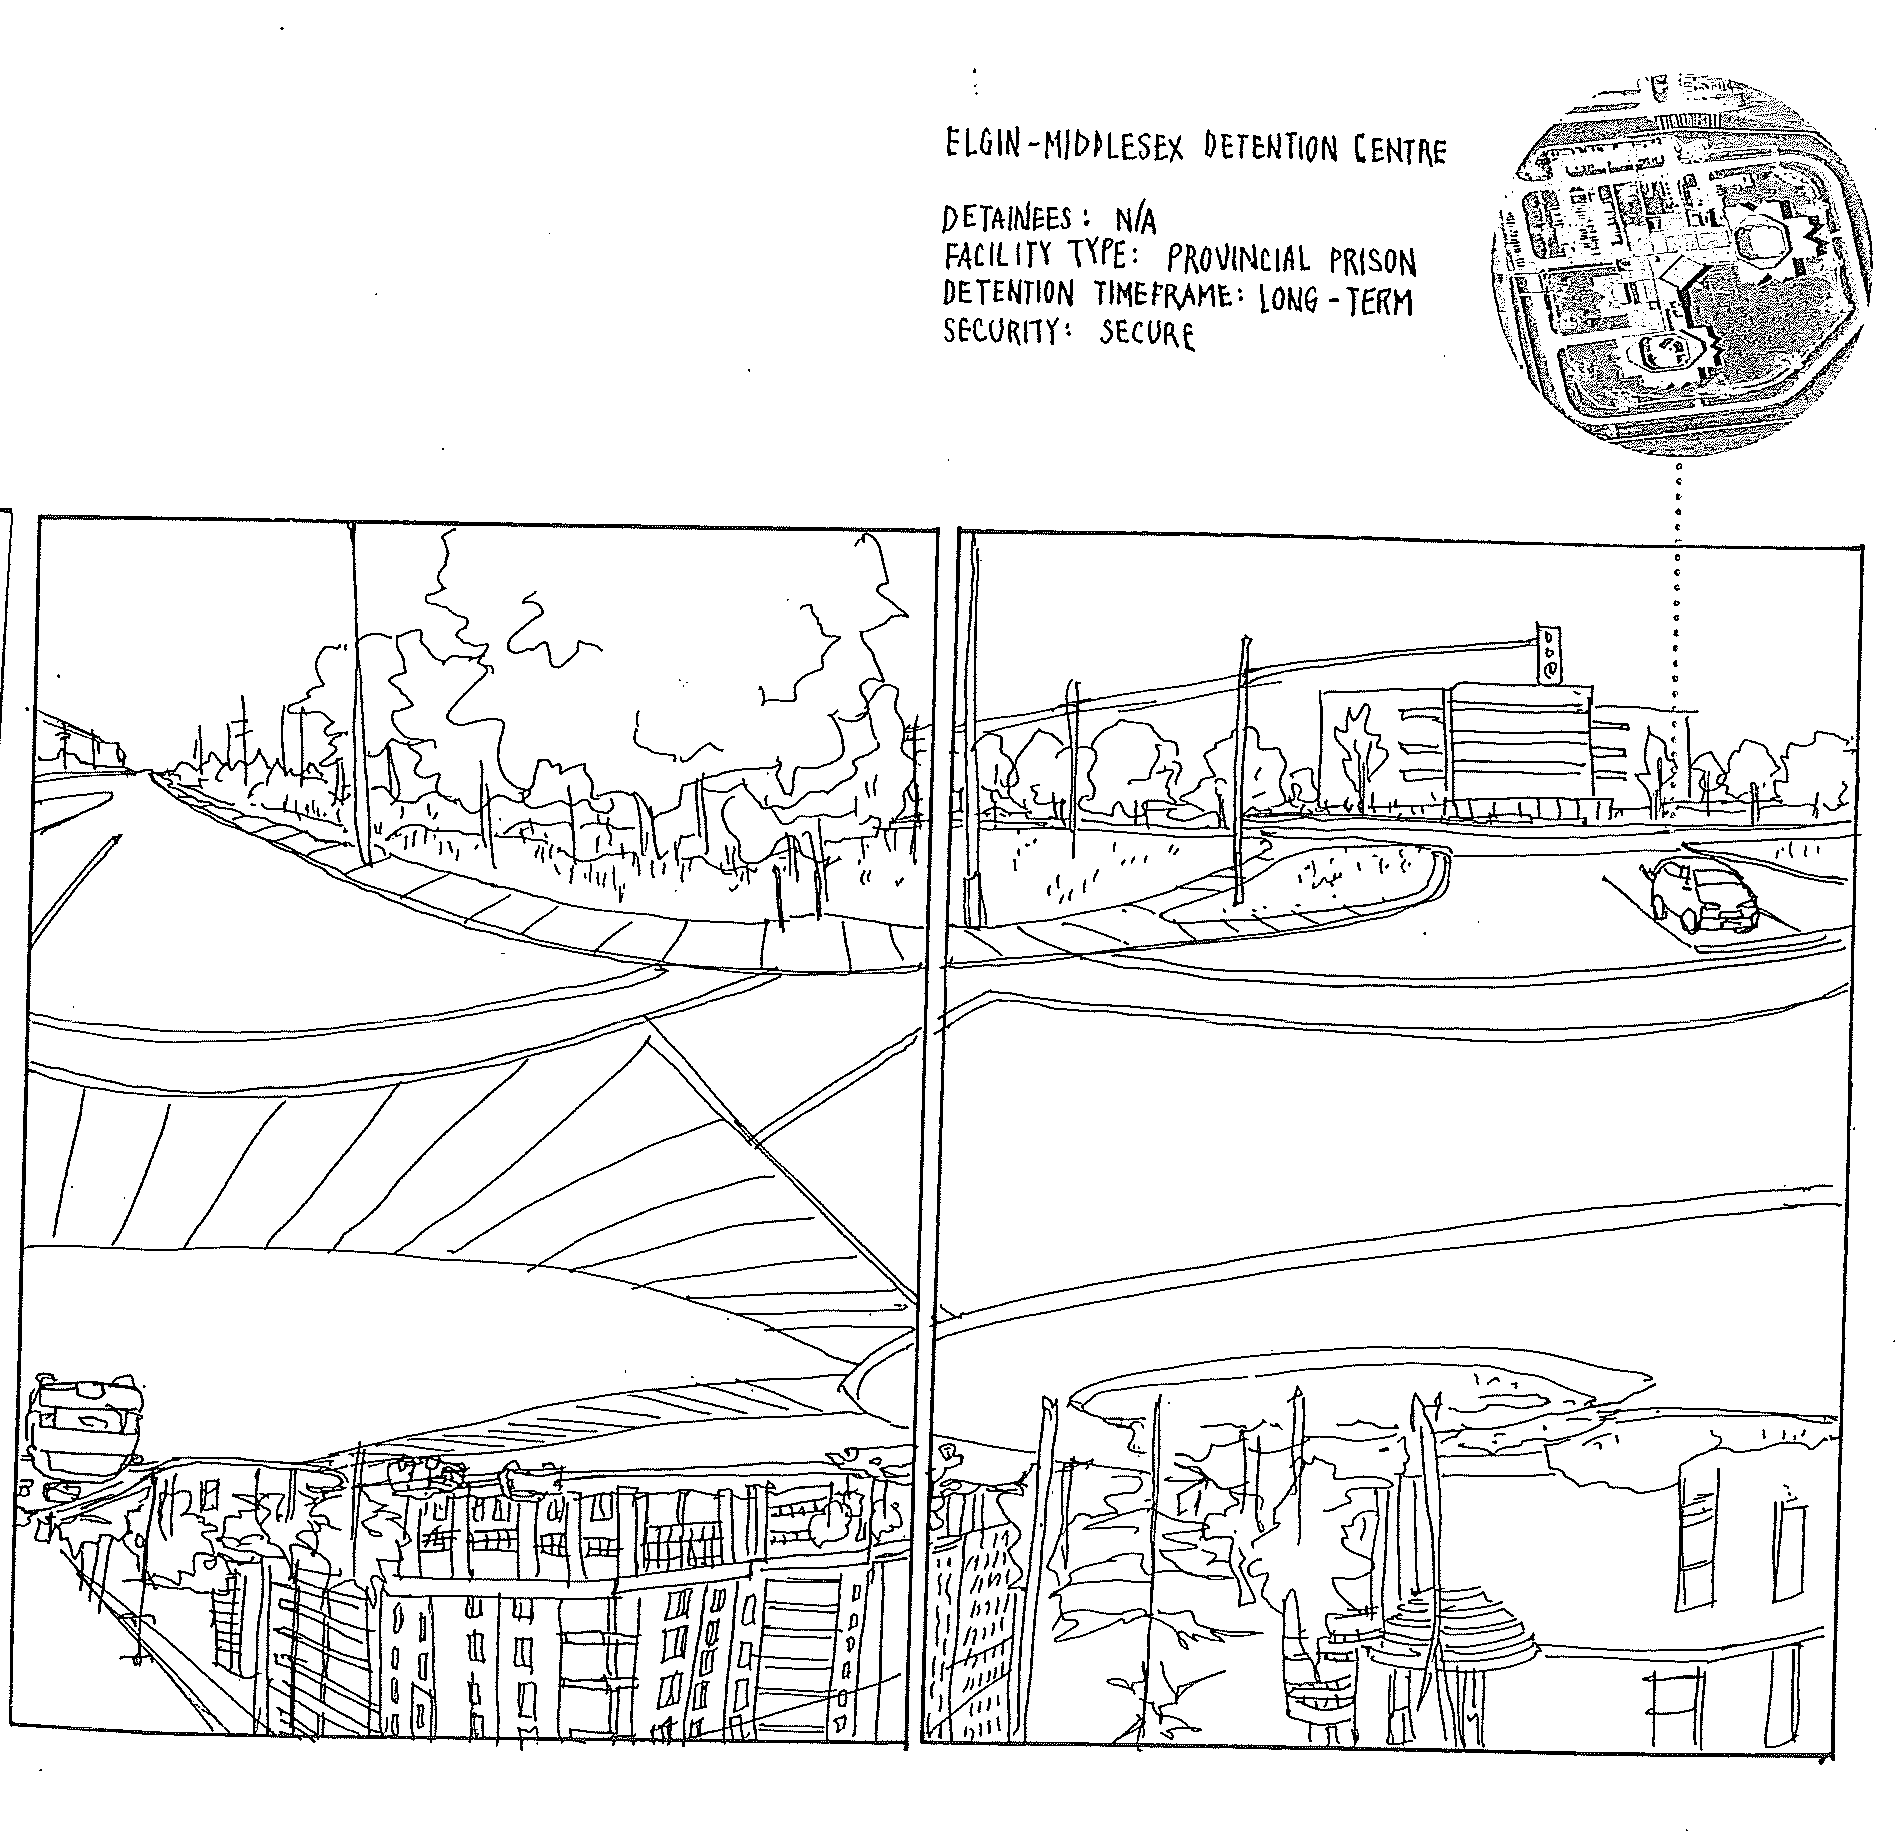 ELGIN-MIDDLESEX DETENTION CENTRE
DETAINEES: N/A
FACILITY TYPE: PROVINCIAL PRISON
DETENTION TIMEFRAME: LONG-TERM
SECURITY: SECURE